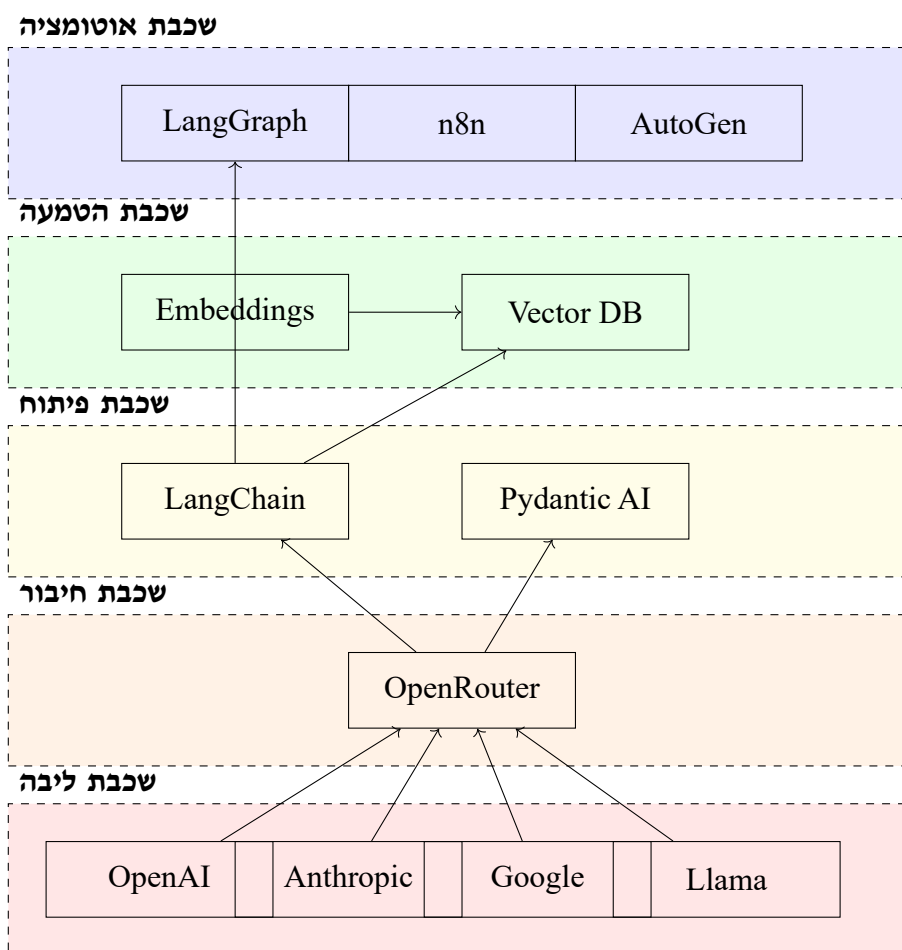 שכבת אוטומציה
LangGraph n8n AutoGen
שכבת הטמעה
Embeddings Vector DB
שכבת פיתוח
LangChain Pydantic AI
שכבת חיבור
OpenRouter
שכבת ליבה
OpenAI Anthropic Google Llama